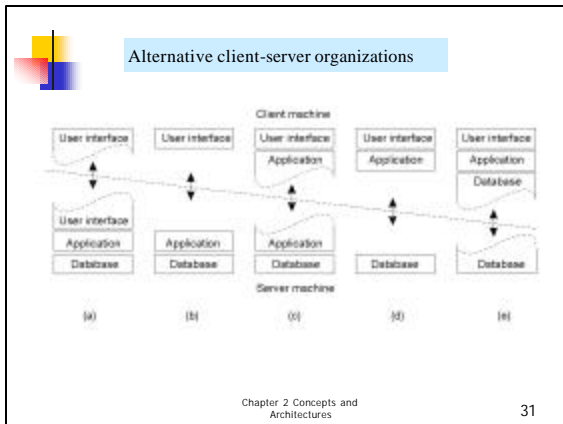 Alternative client-server organizations
Client machine
User interface User interface User interface User interface User interface
Application Application Application
Database
User interface
Application Application Application
Database Database Database Database Database
Server machine
(a) (b) (c) (d) (e)
Chapter 2 Concepts and
Architectures
31